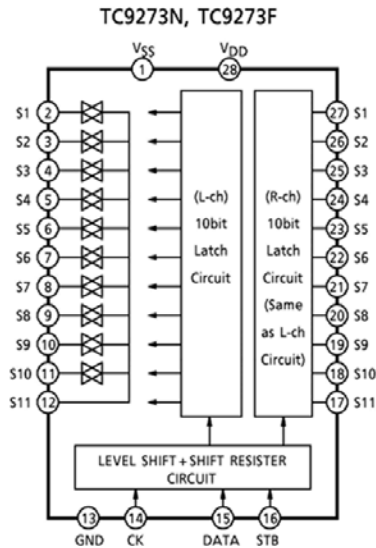 TC9273N, TC9273F
VSS VDD
1 28
S1 2 27 S1
S2 3 26 S2
S3 4 25 S3
S4 5 (L-ch) (R-ch) 24 S4
S5 6 10bit 10bit 23 S5
S6 7 Latch Latch 22 S6
S7 8 Circuit Circuit 21 S7
S8 9 (Same 20 S8
S9 10 as L-ch 19 S9
S10 11 Circuit) 18 S10
S11 12 17 S11
LEVEL SHIFT + SHIFT RESISTER
CIRCUIT
13 14 15 16
GND CK DATA STB